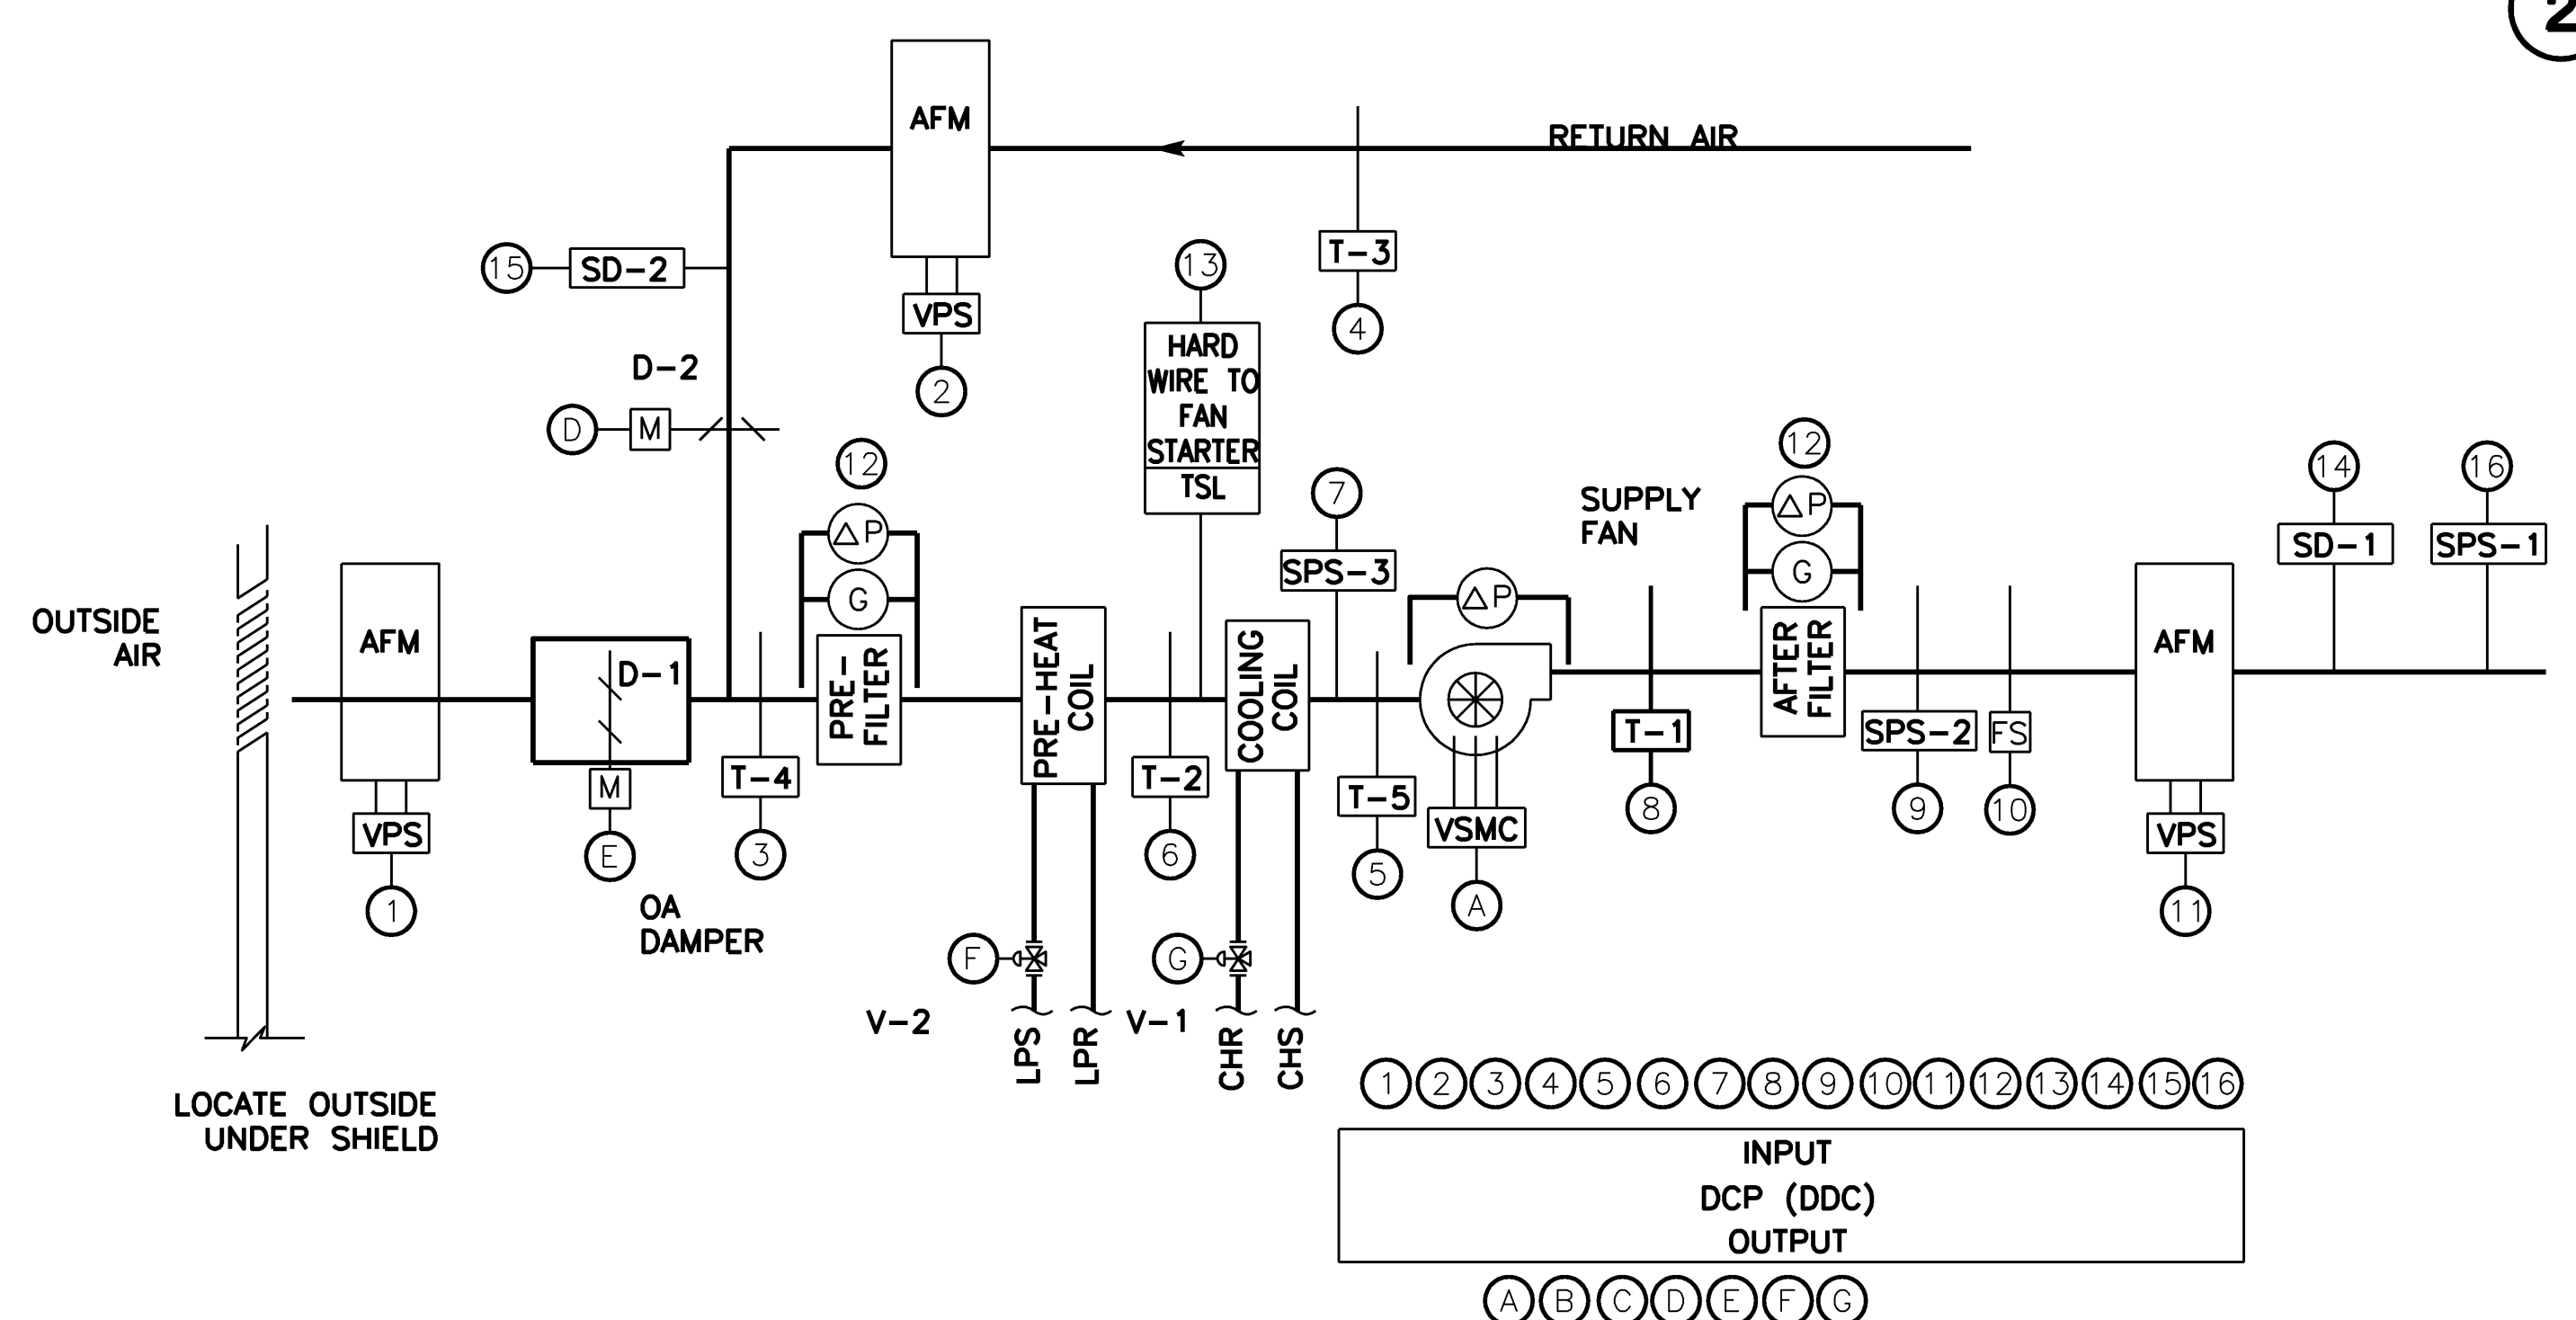 2
AFM
RETURN AIR
15
SD-2
13
T-3
VPS
4
HARD
WIRE TO
FAN
STARTER
TSL
D-2
2
D
M
12
12
7
14
16
SUPPLY
FAN
△P
△P
SPS-3
SD-1
SPS-1
G
G
△P
OUTSIDE
AIR
AFM
D-1
PRE-
FILTER
PRE-HEAT
COIL
COOLING
COIL
AFTER
FILTER
AFM
T-1
SPS-2
FS
M
T-4
T-2
T-5
VPS
VSMC
8
9
10
VPS
E
3
6
5
1
A
11
OA
DAMPER
F
G
V-2
V-1
LPS
LPR
CHR
CHS
LOCATE OUTSIDE
UNDER SHIELD
1 2 3 4 5 6 7 8 9 10 11 12 13 14 15 16
INPUT
DCP (DDC)
OUTPUT
A B C D E F G